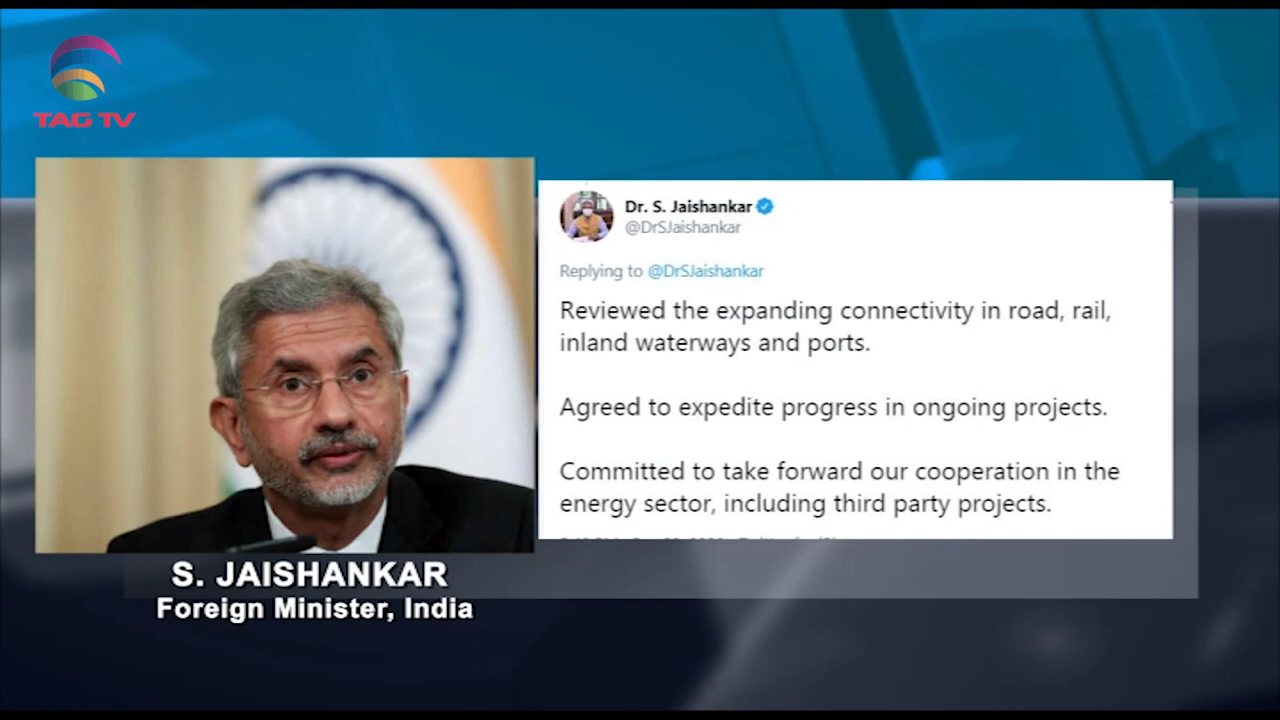 TAG TV
Dr. S. Jaishankar
@DrSJaishankar
Replying to @DrSJaishankar
Reviewed the expanding connectivity in road, rail,
inland waterways and ports.
Agreed to expedite progress in ongoing projects.
Committed to take forward our cooperation in the
energy sector, including third party projects.
S. JAISHANKAR
Foreign Minister, India